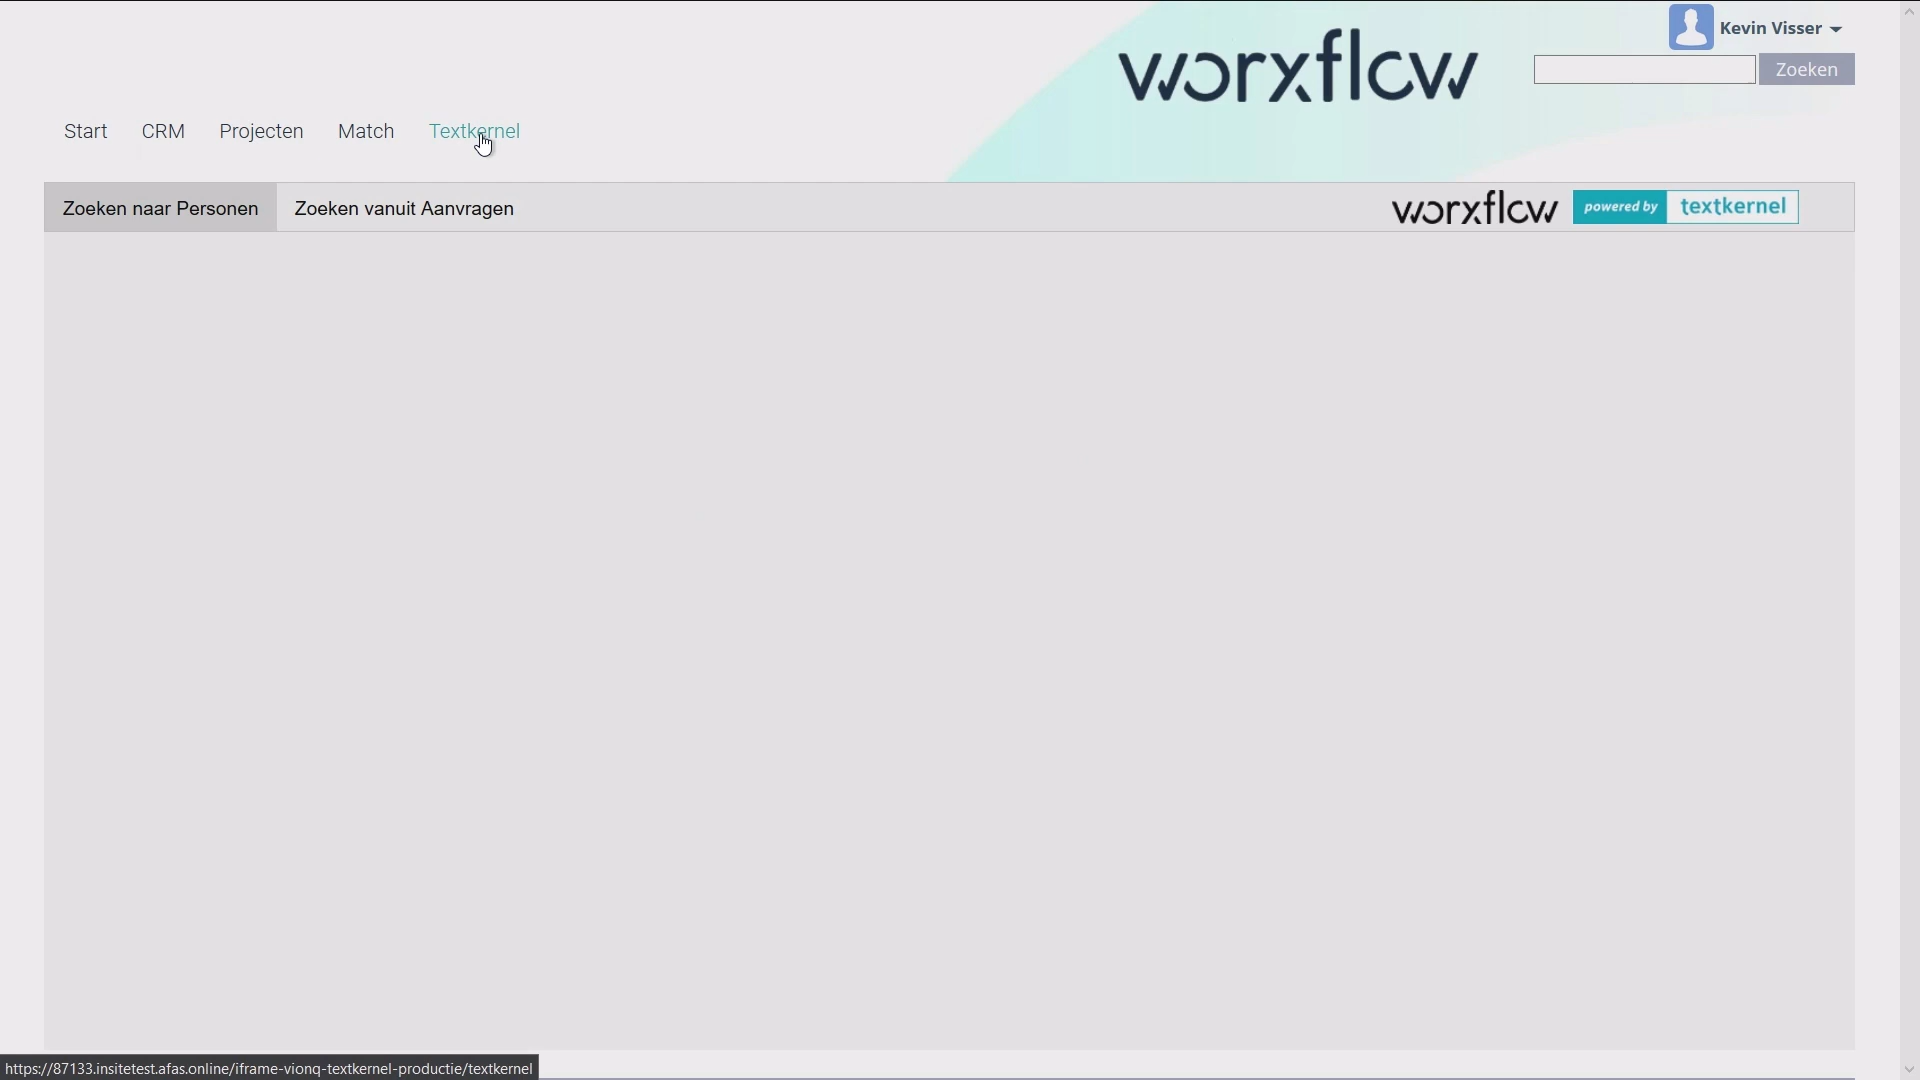 Kevin Visser
worxflow
Zoeken
Start CRM Projecten Match Textkernel
Zoeken naar Personen Zoeken vanuit Aanvragen worxflow powered by textkernel
https://87133.insitetest.afas.online/iframe-vionq-textkernel-productie/textkernel